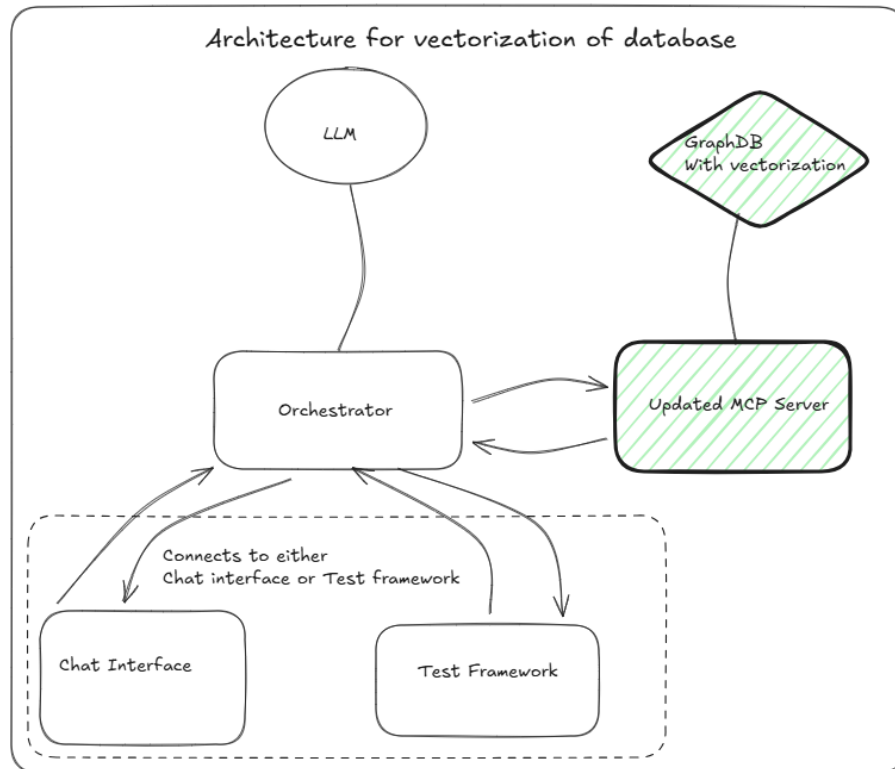 Architecture for vectorization of database
LLM
GraphDB
With vectorization
Orchestrator
Updated MCP Server
Connects to either
Chat interface or Test framework
Chat Interface
Test Framework